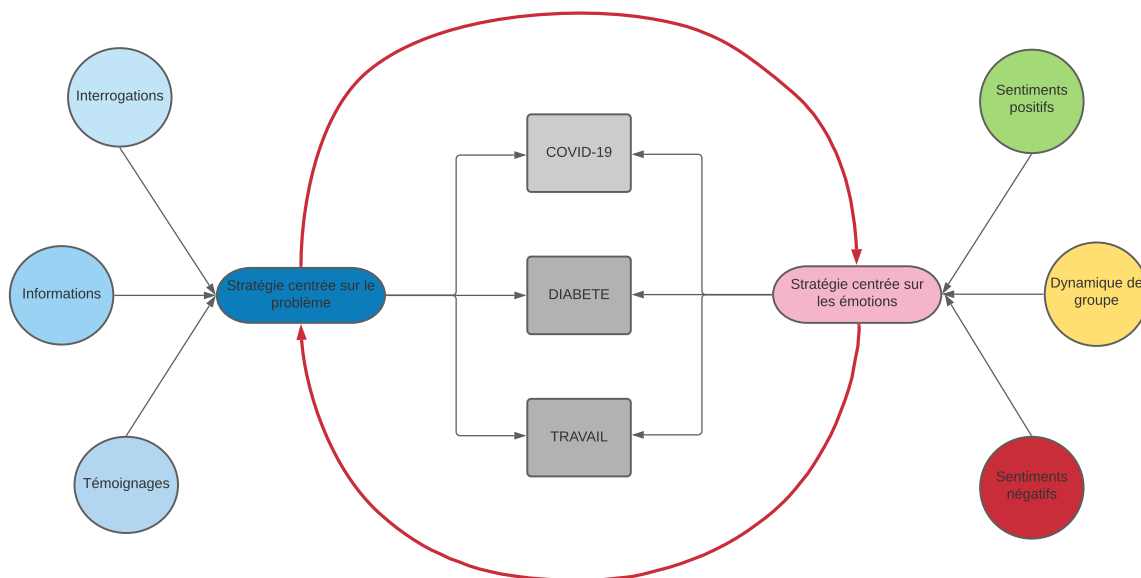 Interrogations
Informations
Témoignages
Stratégie centrée sur le
problème
COVID-19
DIABETE
TRAVAIL
Stratégie centrée sur
les émotions
Sentiments
positifs
Dynamique de
groupe
Sentiments
négatifs